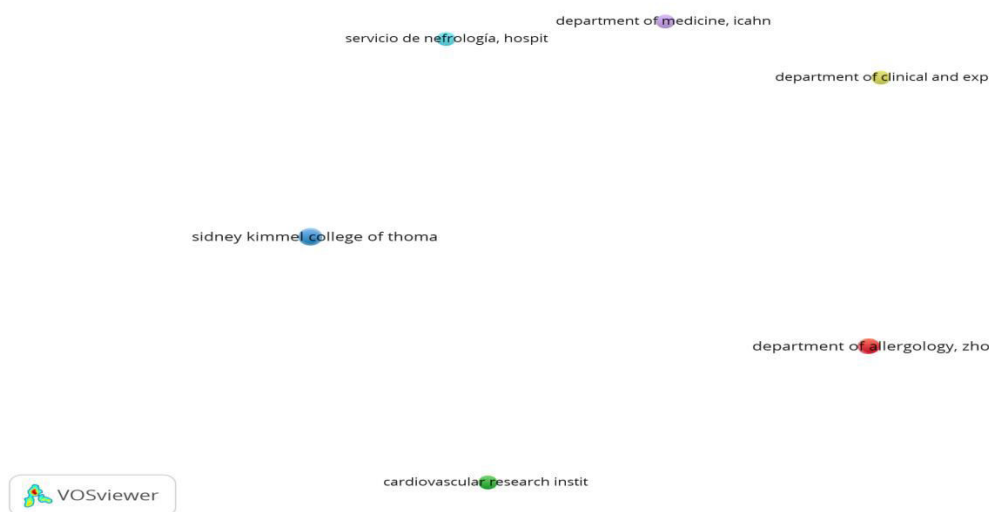 department of medicine, icahn
servicio de nefrología, hospit
department of clinical and exp
sidney kimmel college of thoma
department of allergology, zho
cardiovascular research instit
VOSviewer